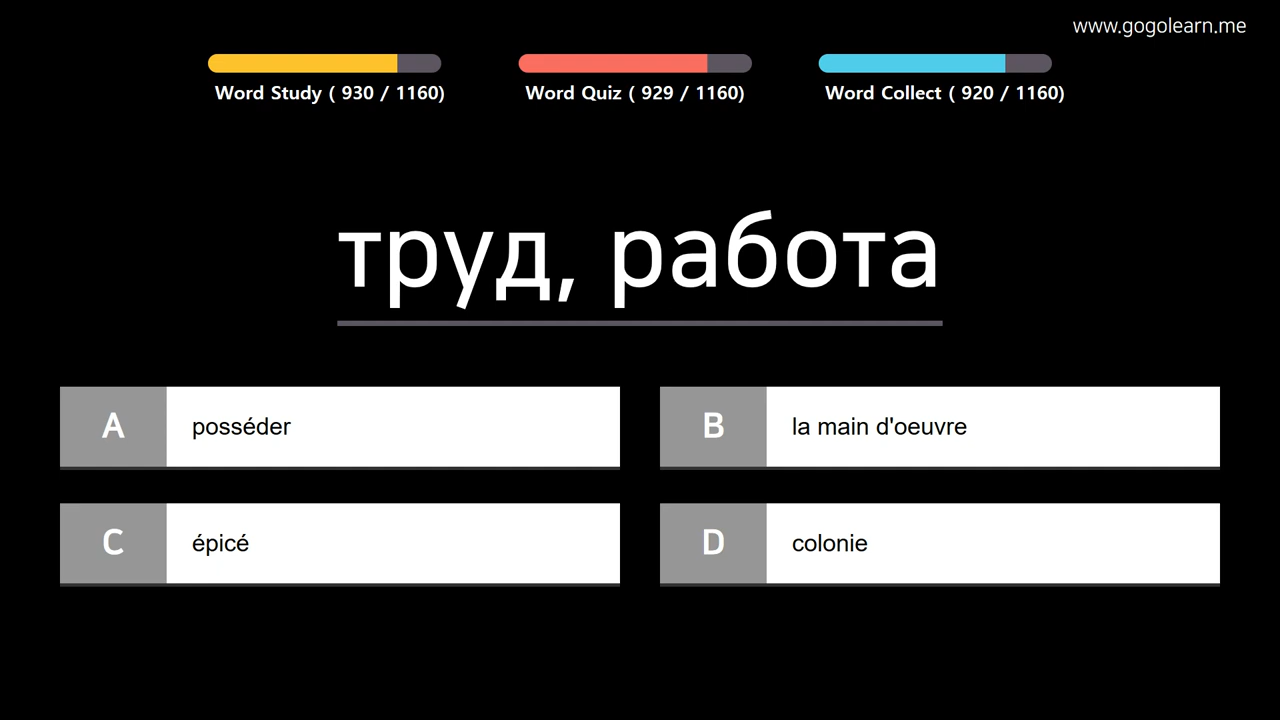 www.gogolearn.me
Word Study ( 930 / 1160)
Word Quiz ( 929 / 1160)
Word Collect ( 920 / 1160)
труд, работа
A posséder
B la main d'oeuvre
C épicé
D colonie